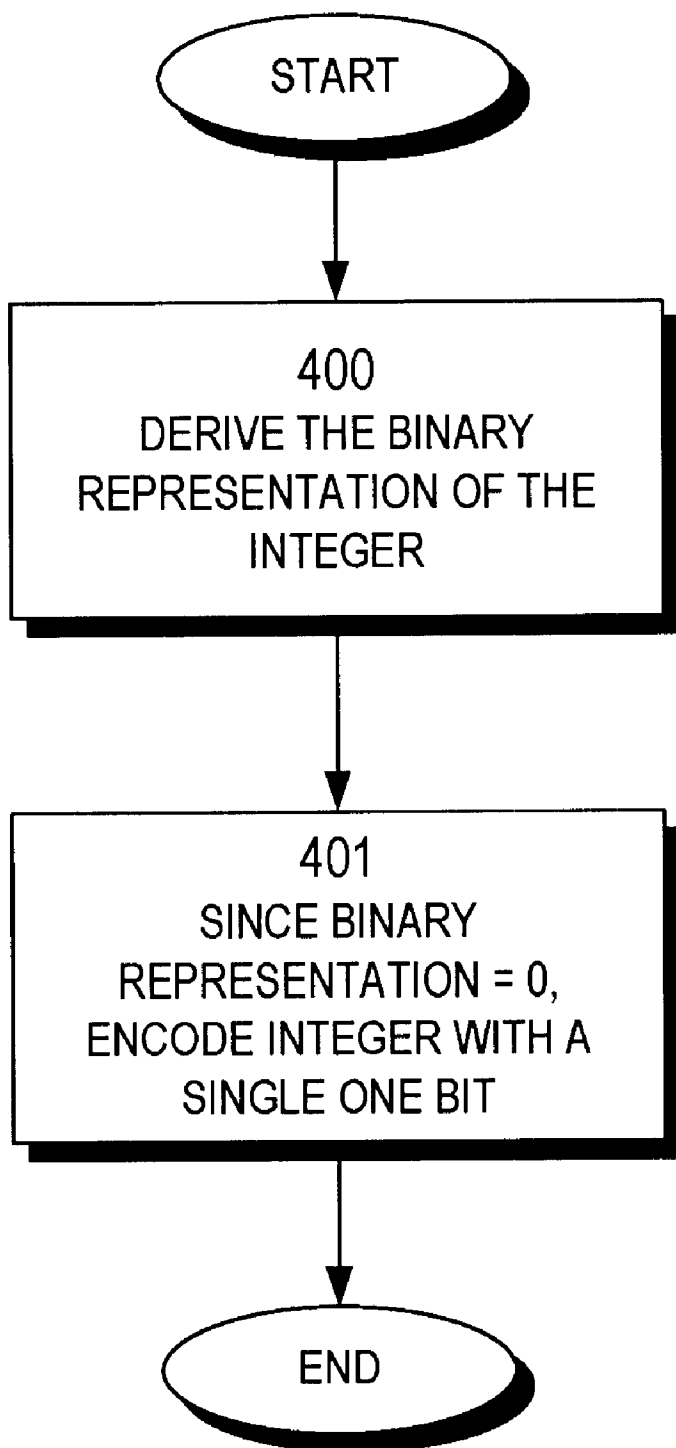 START
400
DERIVE THE BINARY
REPRESENTATION OF THE
INTEGER
401
SINCE BINARY
REPRESENTATION = 0,
ENCODE INTEGER WITH A
SINGLE ONE BIT
END